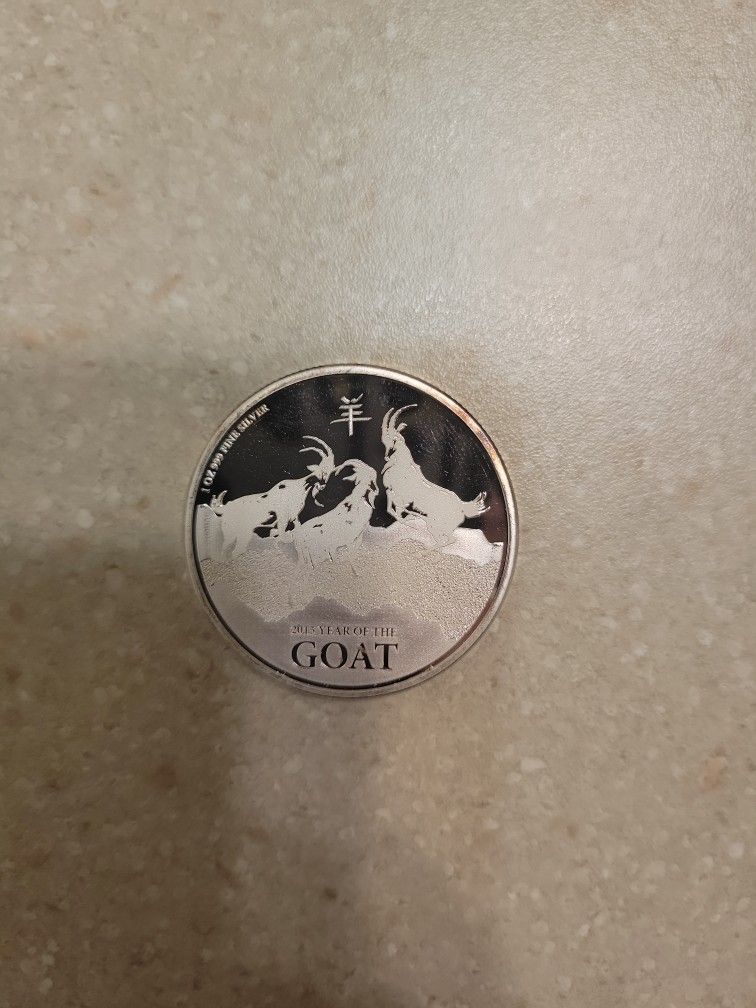 羊
1 OZ 999 FINE SILVER
2015 YEAR OF THE
GOAT